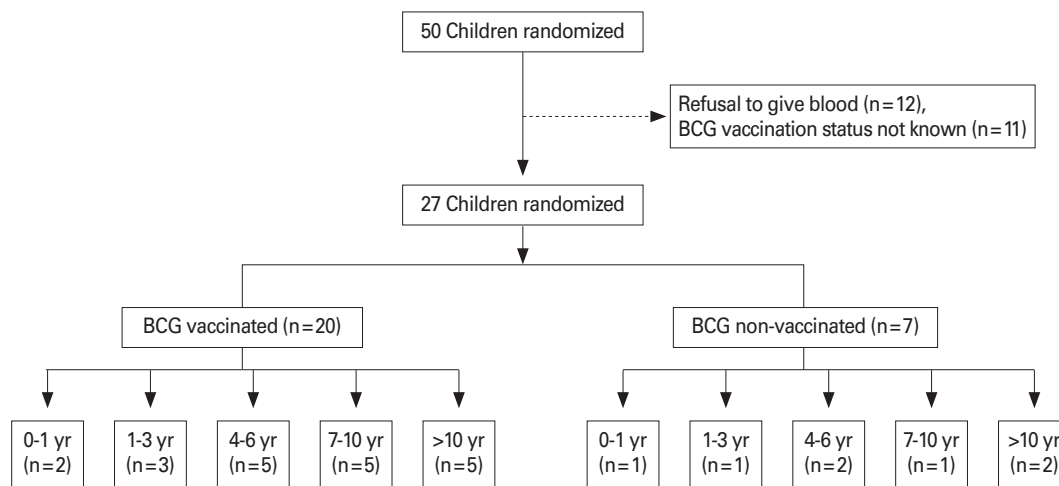 50 Children randomized
Refusal to give blood (n=12),
BCG vaccination status not known (n=11)
27 Children randomized
BCG vaccinated (n=20)
BCG non-vaccinated (n=7)
0-1 yr
(n=2)
1-3 yr
(n=3)
4-6 yr
(n=5)
7-10 yr
(n=5)
>10 yr
(n=5)
0-1 yr
(n=1)
1-3 yr
(n=1)
4-6 yr
(n=2)
7-10 yr
(n=1)
>10 yr
(n=2)